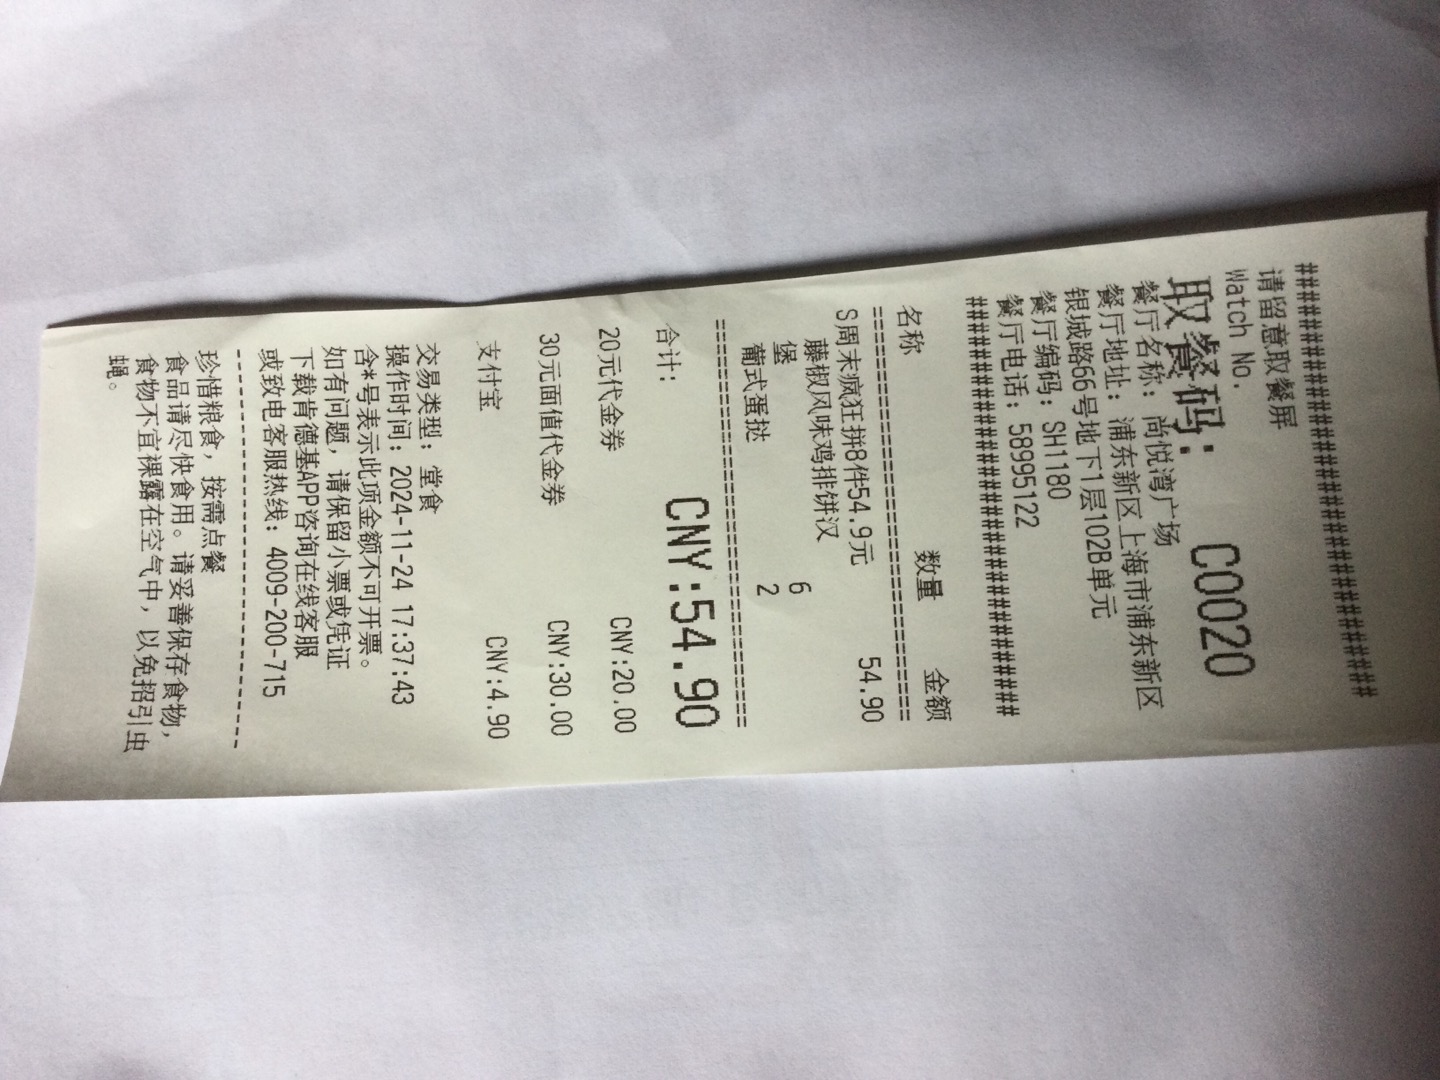 ########################################
请留意取餐屏
Watch No.
取餐码: C0020
餐厅名称: 尚悦湾广场
餐厅地址: 浦东新区上海市浦东新区
银城路66号地下1层102B单元
餐厅编码: SH1180
餐厅电话: 58995122
########################################
名称 数量 金额
========================================
S周末疯狂拼8件54.9元 54.90
藤椒风味鸡排饼汉
堡 6
葡式蛋挞 2
========================================
合计: CNY:54.90
20元代金券 CNY:20.00
30元面值代金券 CNY:30.00
支付宝 CNY:4.90
交易类型: 堂食
操作时间: 2024-11-24 17:37:43
含*号表示此项金额不可开票。
如有问题, 请保留小票或凭证
下载肯德基APP咨询在线客服
或致电客服热线: 4009-200-715
----------------------------------------
珍惜粮食, 按需点餐
食品请尽快食用。请妥善保存食物,
食物不宜裸露在空气中, 以免招引虫
蝇。